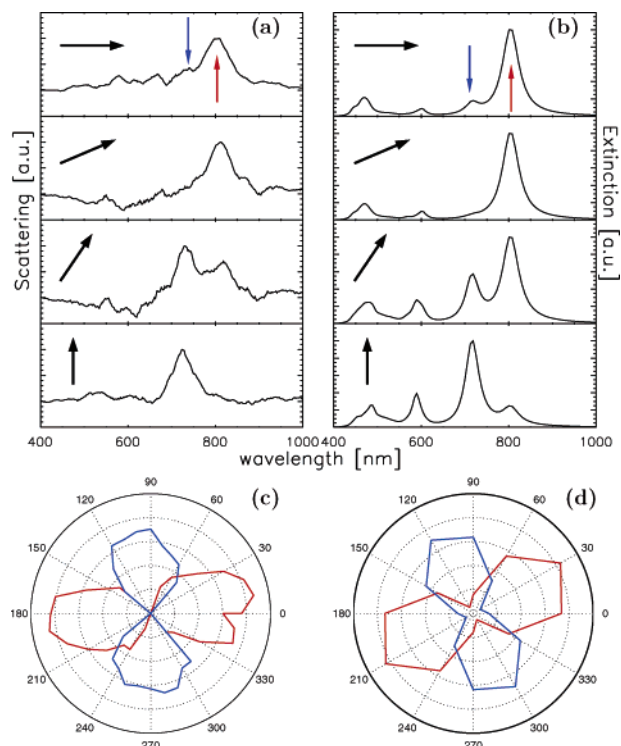 (a)
(b)
Scattering [a.u.]
Extinction [a.u.]
400 600 800 1000 400 600 800 1000
wavelength [nm]
(c)
90
120 60
150 30
180 0
210 330
240 300
270
(d)
90
120 60
150 30
180 0
210 330
240 300
270